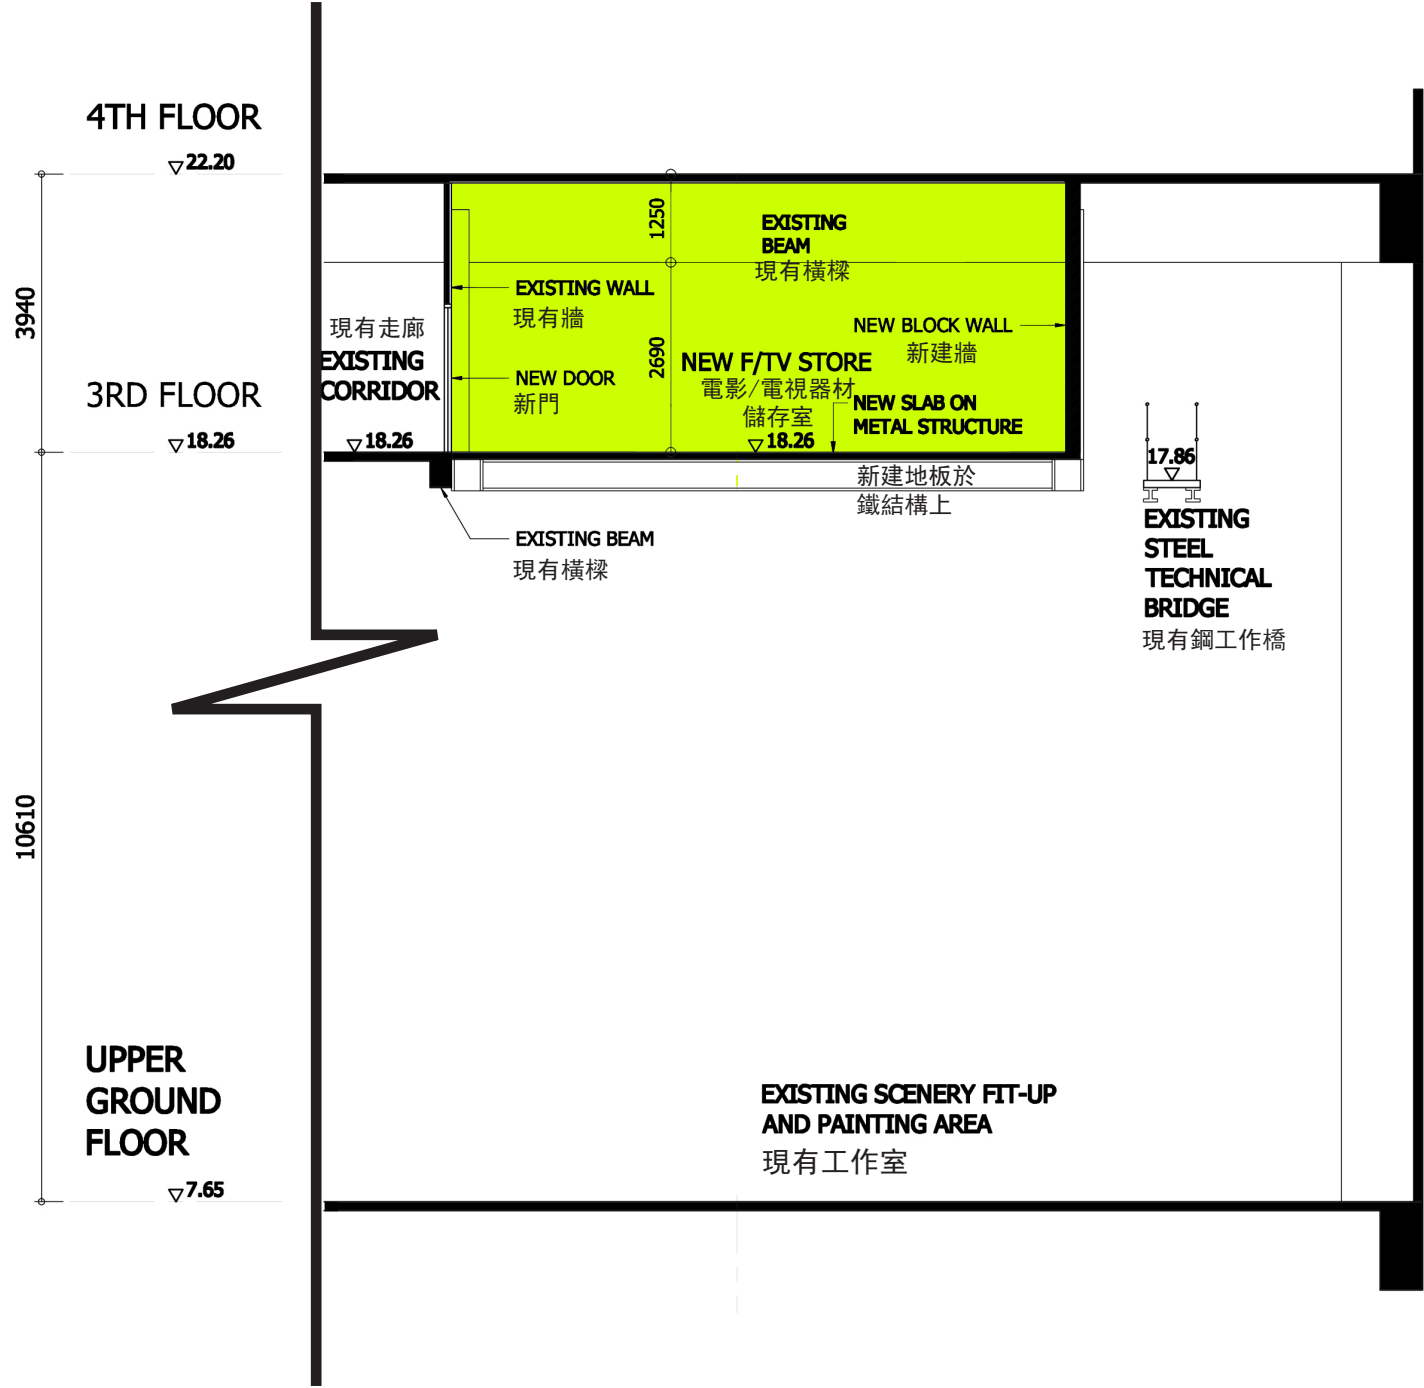 4TH FLOOR
22.20
3940
1250
EXISTING
BEAM
現有橫樑
EXISTING WALL
現有牆
現有走廊
EXISTING
CORRIDOR
NEW BLOCK WALL
新建牆
2690
NEW F/TV STORE
電影/電視器材
儲存室
NEW DOOR
新門
3RD FLOOR
18.26
18.26
18.26
NEW SLAB ON
METAL STRUCTURE
新建地板於
鐵結構上
17.86
EXISTING
STEEL
TECHNICAL
BRIDGE
現有鋼工作橋
EXISTING BEAM
現有橫樑
10610
UPPER
GROUND
FLOOR
7.65
EXISTING SCENERY FIT-UP
AND PAINTING AREA
現有工作室